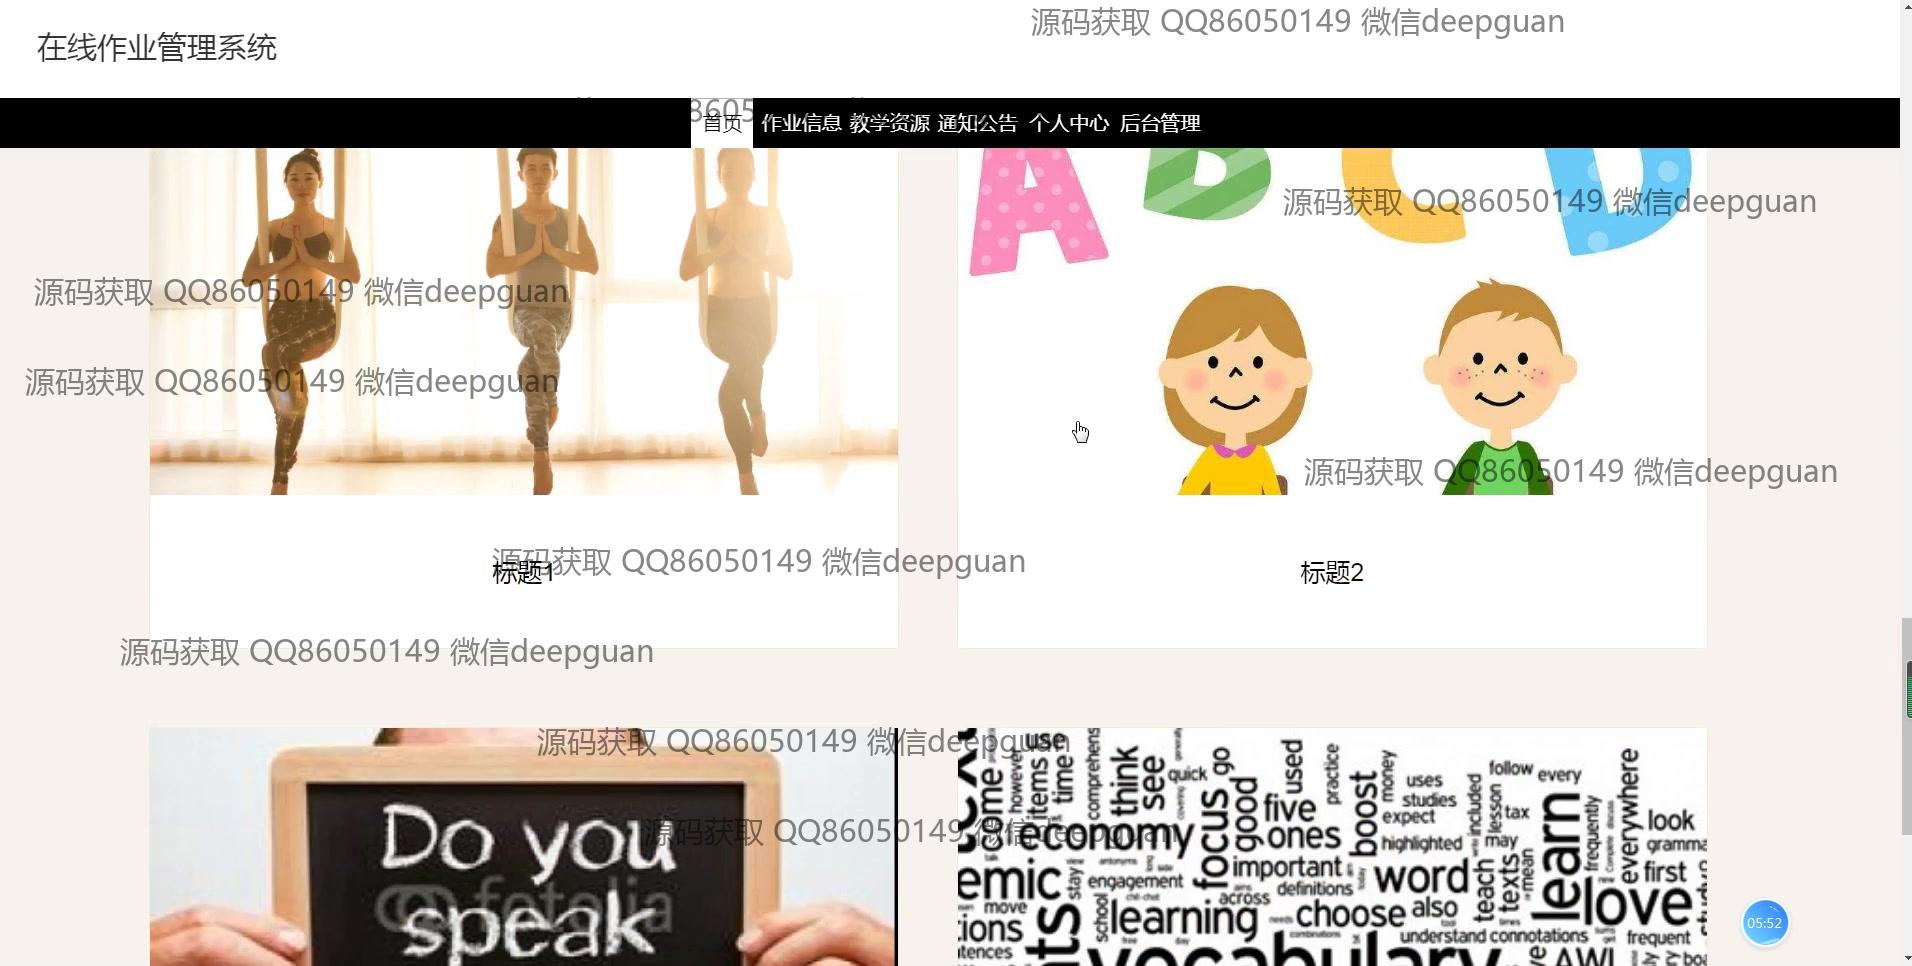 源码获取 QQ86050149 微信deepguan
在线作业管理系统
首页 作业信息 教学资源 通知公告 个人中心 后台管理
A B C D
源码获取 QQ86050149 微信deepguan
源码获取 QQ86050149 微信deepguan
源码获取 QQ86050149 微信deepguan
源码获取 QQ86050149 微信deepguan
源码获取 QQ86050149 微信deepguan
标题1
标题2
源码获取 QQ86050149 微信deepguan
源码获取 QQ86050149 微信deepguan
源码获取 QQ86050149 微信deepguan
Do you
speak
fotolia
use
however
items
time
comprehens
think
see
quick
generally
covering
focus
go
good
used
five
ones
practice
boost
money
uses
studies
expect
highlighted
follow
every
included
lesson
tax
may
learn
frequently
everywhere
look
gramma
first
economy
emic
stay
engagement
important
definitions
across
word
teach
texts
mean
love
move
school
learning
choose
also
tions
tences
understand connotations
frequent
vocabulary
AWL
05:52